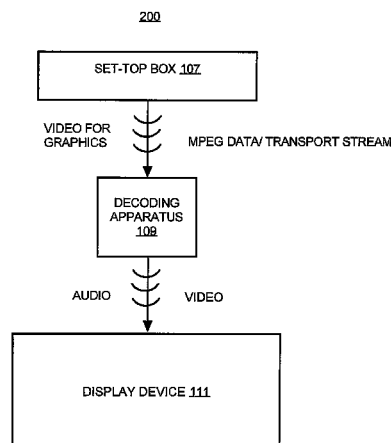 200
SET-TOP BOX 107
VIDEO FOR
GRAPHICS
MPEG DATA/ TRANSPORT STREAM
DECODING
APPARATUS
109
AUDIO
VIDEO
DISPLAY DEVICE 111